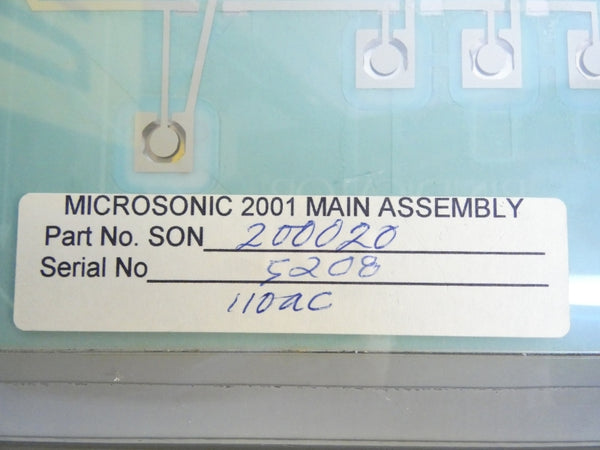 MICROSONIC 2001 MAIN ASSEMBLY
Part No. SON 200020
Serial No 5208
110ac